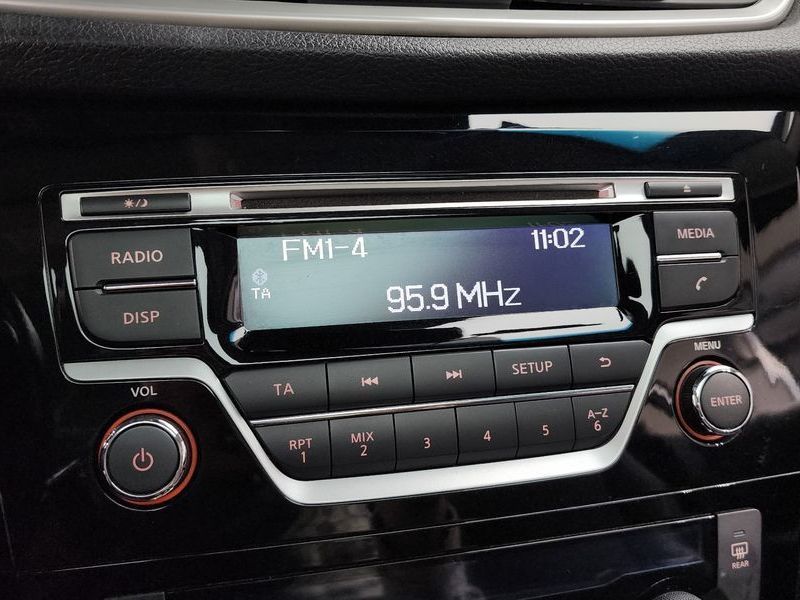 RADIO
DISP
FM1-4
11:02
TA
95.9 MHz
MEDIA
VOL
TA
SETUP
MENU
ENTER
RPT
1
MIX
2
3
4
5
A-Z
6
REAR